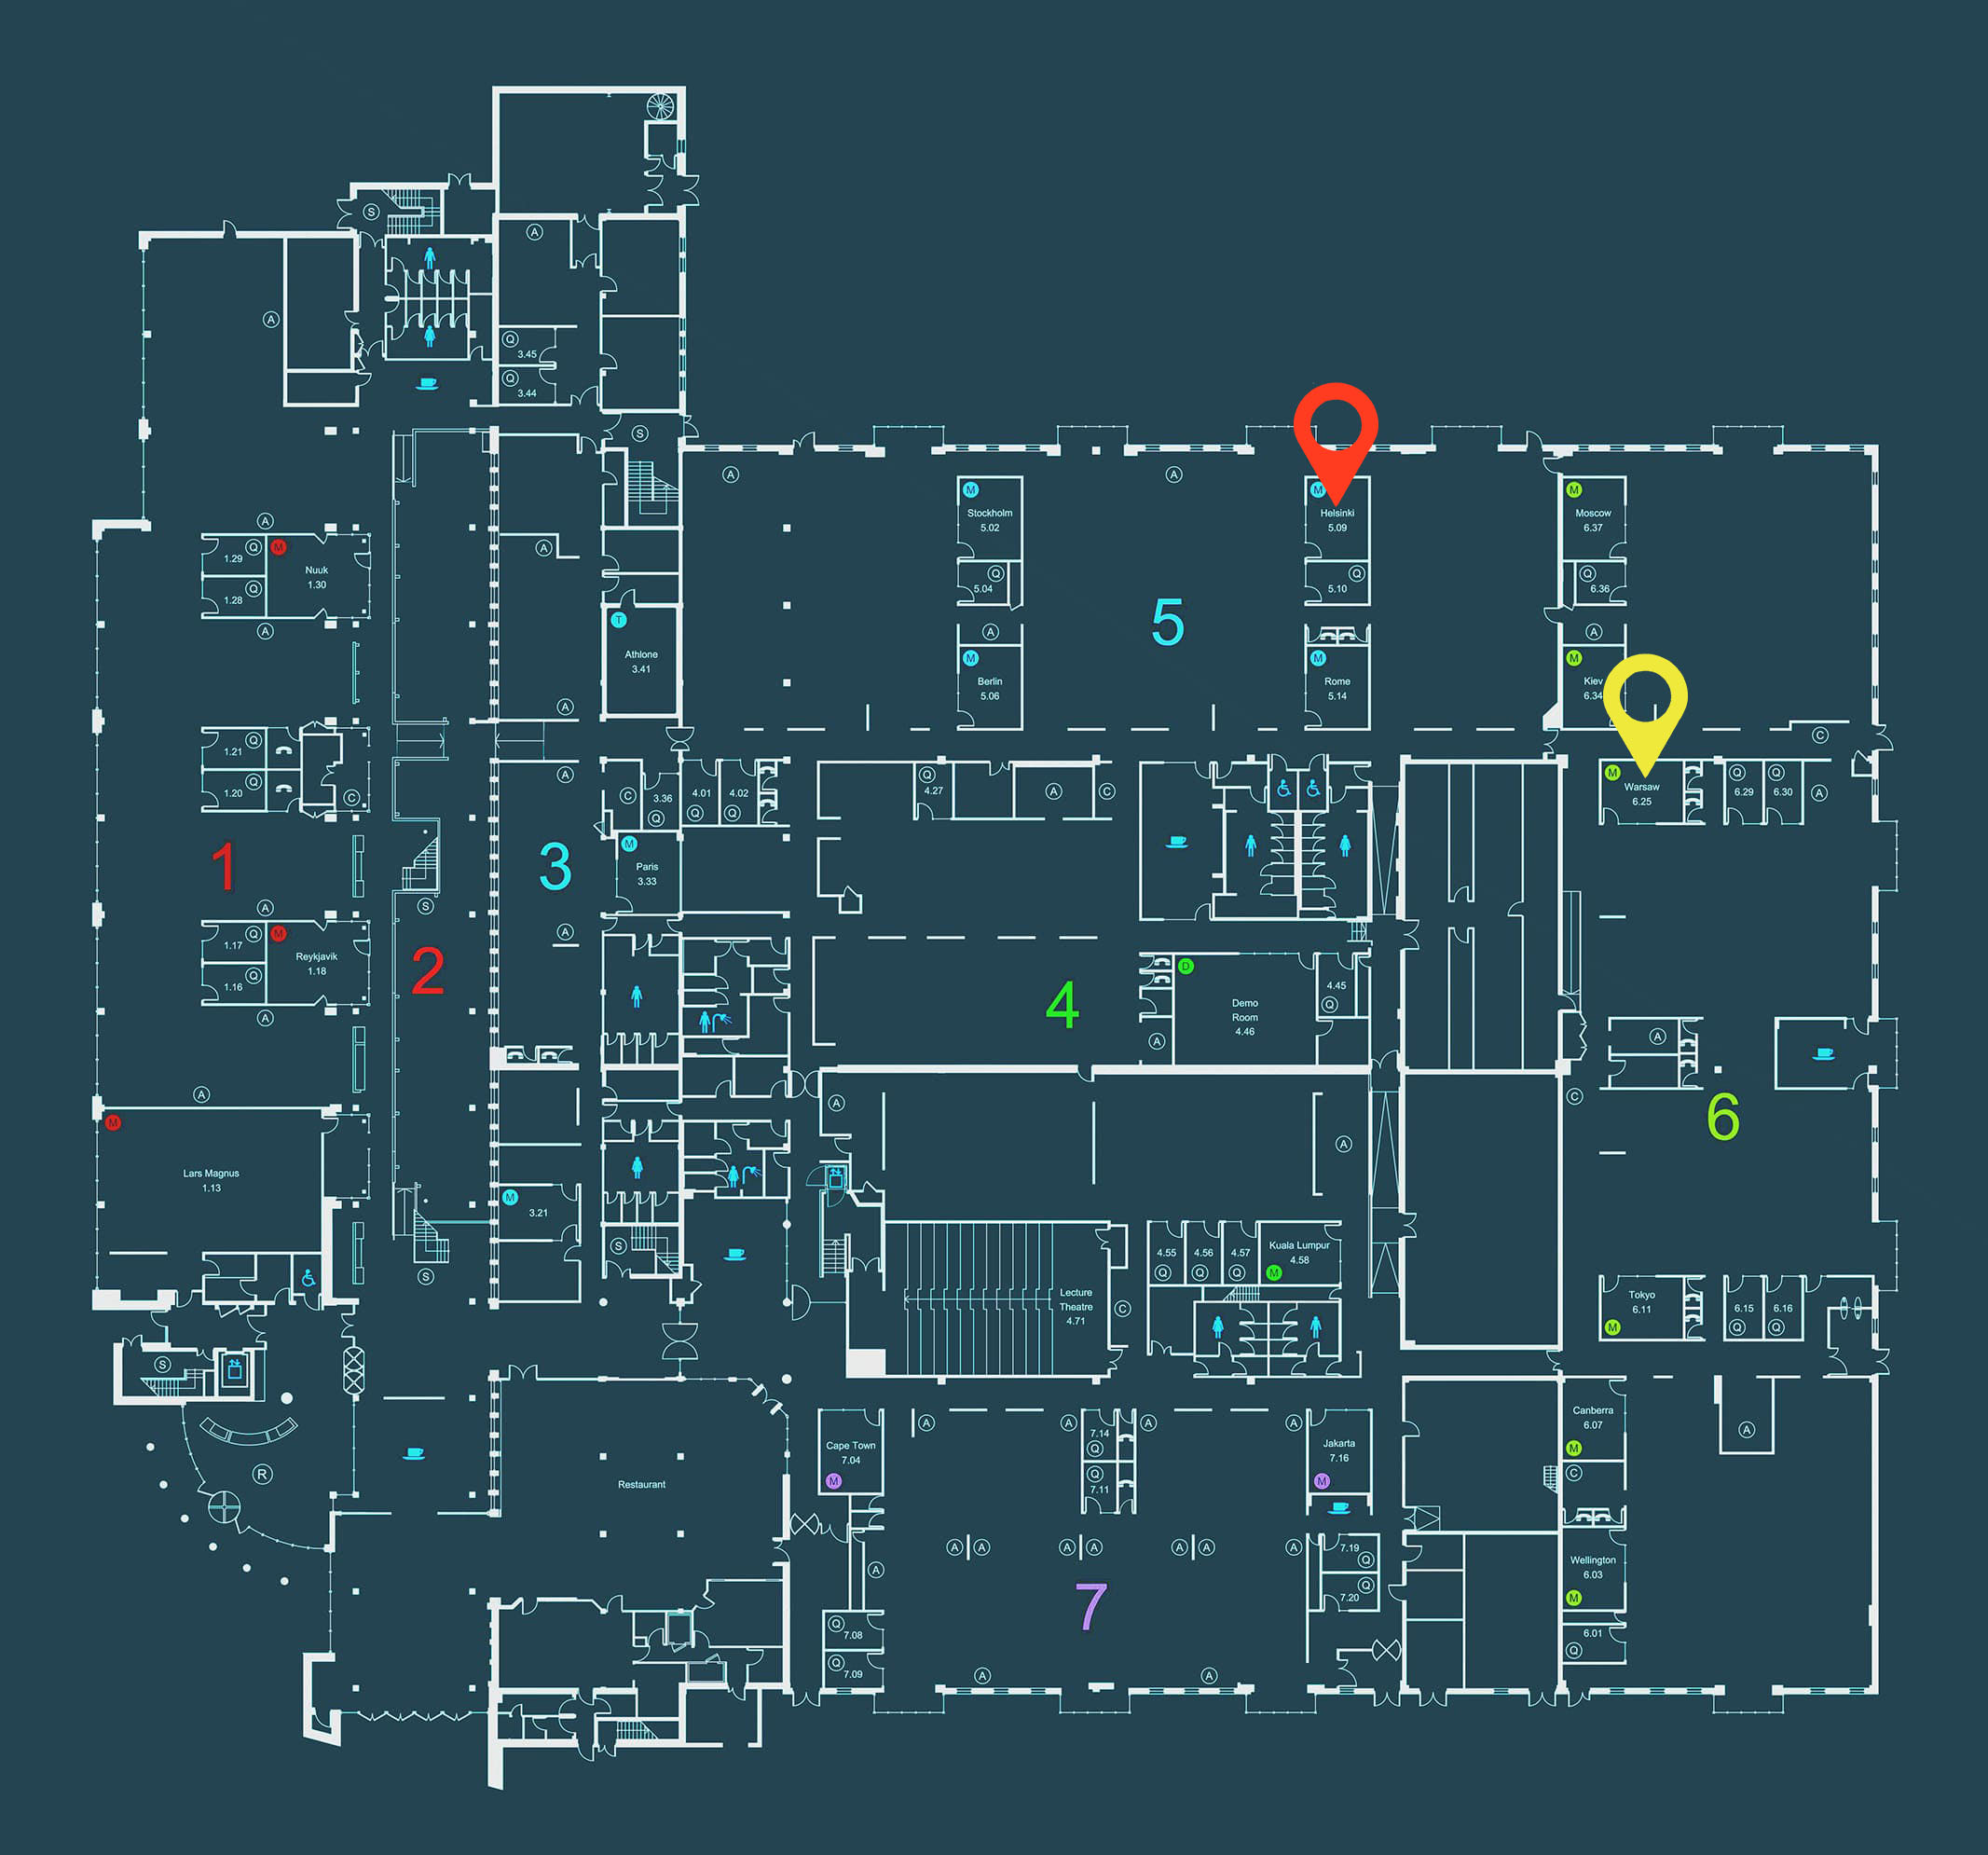 S
A
A
Q
3.45
Q
3.44
S
A
A
M
Stockholm
5.02
M
Helsinki
5.09
M
Moscow
6.37
A
1.29
Q
M
Nuuk
1.30
1.28
Q
A
A
Q
5.04
Q
5.10
Q
6.36
T
Athlone
3.41
5
A
A
M
Berlin
5.06
M
Rome
5.14
M
Kiev
6.34
A
C
1.21
Q
1.20
Q
C
A
C
3.36
Q
4.01
Q
4.02
Q
Q
4.27
A
C
M
Warsaw
6.25
Q
6.29
Q
6.30
A
1
3
M
Paris
3.33
A
S
A
1.17
Q
M
Reykjavik
1.18
1.16
Q
A
2
4
D
Demo
Room
4.46
4.45
Q
A
A
A
A
A
C
6
M
Lars Magnus
1.13
M
3.21
S
S
4.55
Q
4.56
Q
4.57
Q
Kuala Lumpur
4.58
M
Lecture
Theatre
4.71
C
Tokyo
6.11
M
6.15
Q
6.16
Q
S
R
Restaurant
Cape Town
7.04
M
A
A
7.14
Q
Q
7.11
A
A
Jakarta
7.16
M
Canberra
6.07
M
C
A
A
A
A
A
A
A
A
A
7.19
Q
Q
7.20
Wellington
6.03
M
6.01
Q
7
Q
7.08
Q
7.09
A
A